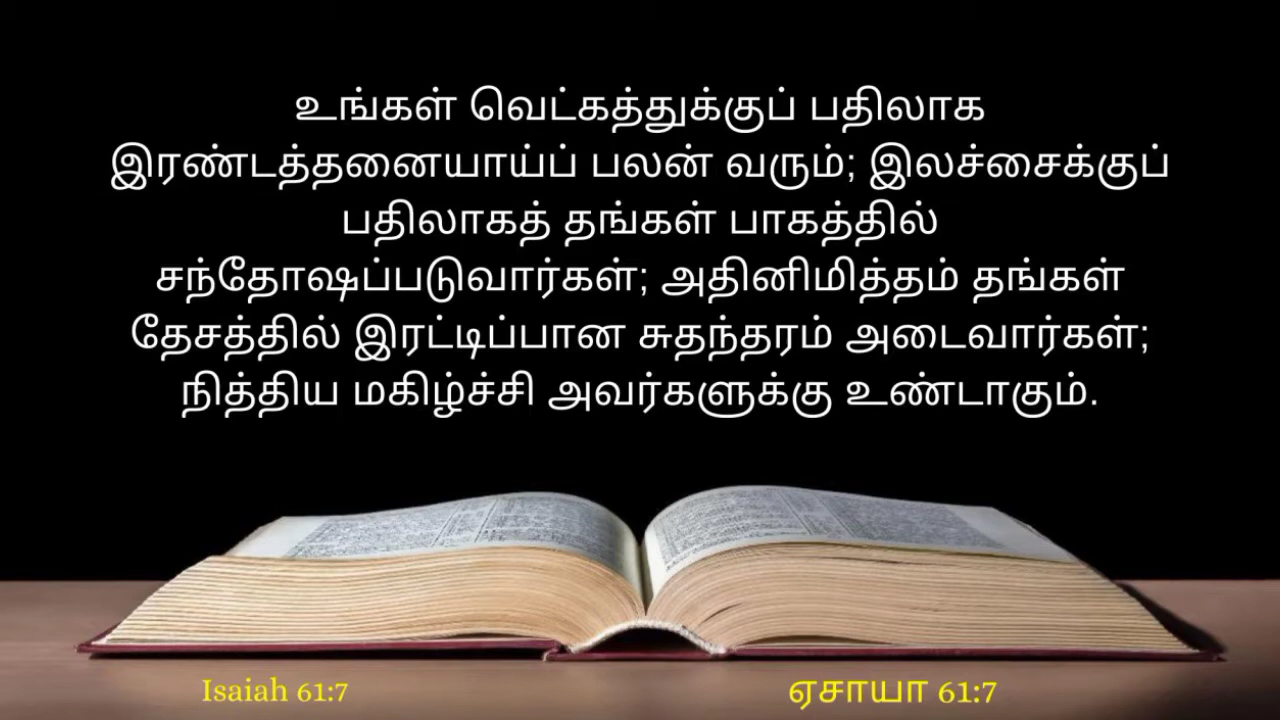 உங்கள் வெட்கத்துக்குப் பதிலாக
இரண்டத்தனையாய்ப் பலன் வரும்; இலச்சைக்குப்
பதிலாகத் தங்கள் பாகத்தில்
சந்தோஷப்படுவார்கள்; அதினிமித்தம் தங்கள்
தேசத்தில் இரட்டிப்பான சுதந்தரம் அடைவார்கள்;
நித்திய மகிழ்ச்சி அவர்களுக்கு உண்டாகும்.
Isaiah 61:7
ஏசாயா 61:7